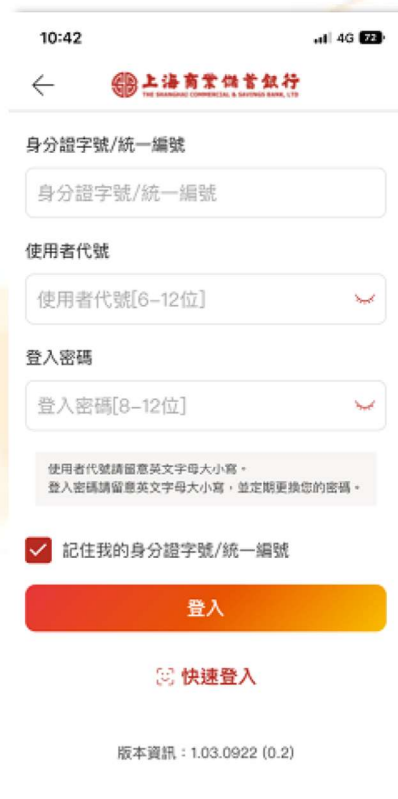 10:42
4G 72
上海商業儲蓄銀行
THE SHANGHAI COMMERCIAL & SAVINGS BANK, LTD
身分證字號/統一編號
身分證字號/統一編號
使用者代號
使用者代號[6-12位]
登入密碼
登入密碼[8-12位]
使用者代號請留意英文字母大小寫。
登入密碼請留意英文字母大小寫,並定期更換您的密碼。
記住我的身分證字號/統一編號
登入
快速登入
版本資訊:1.03.0922 (0.2)